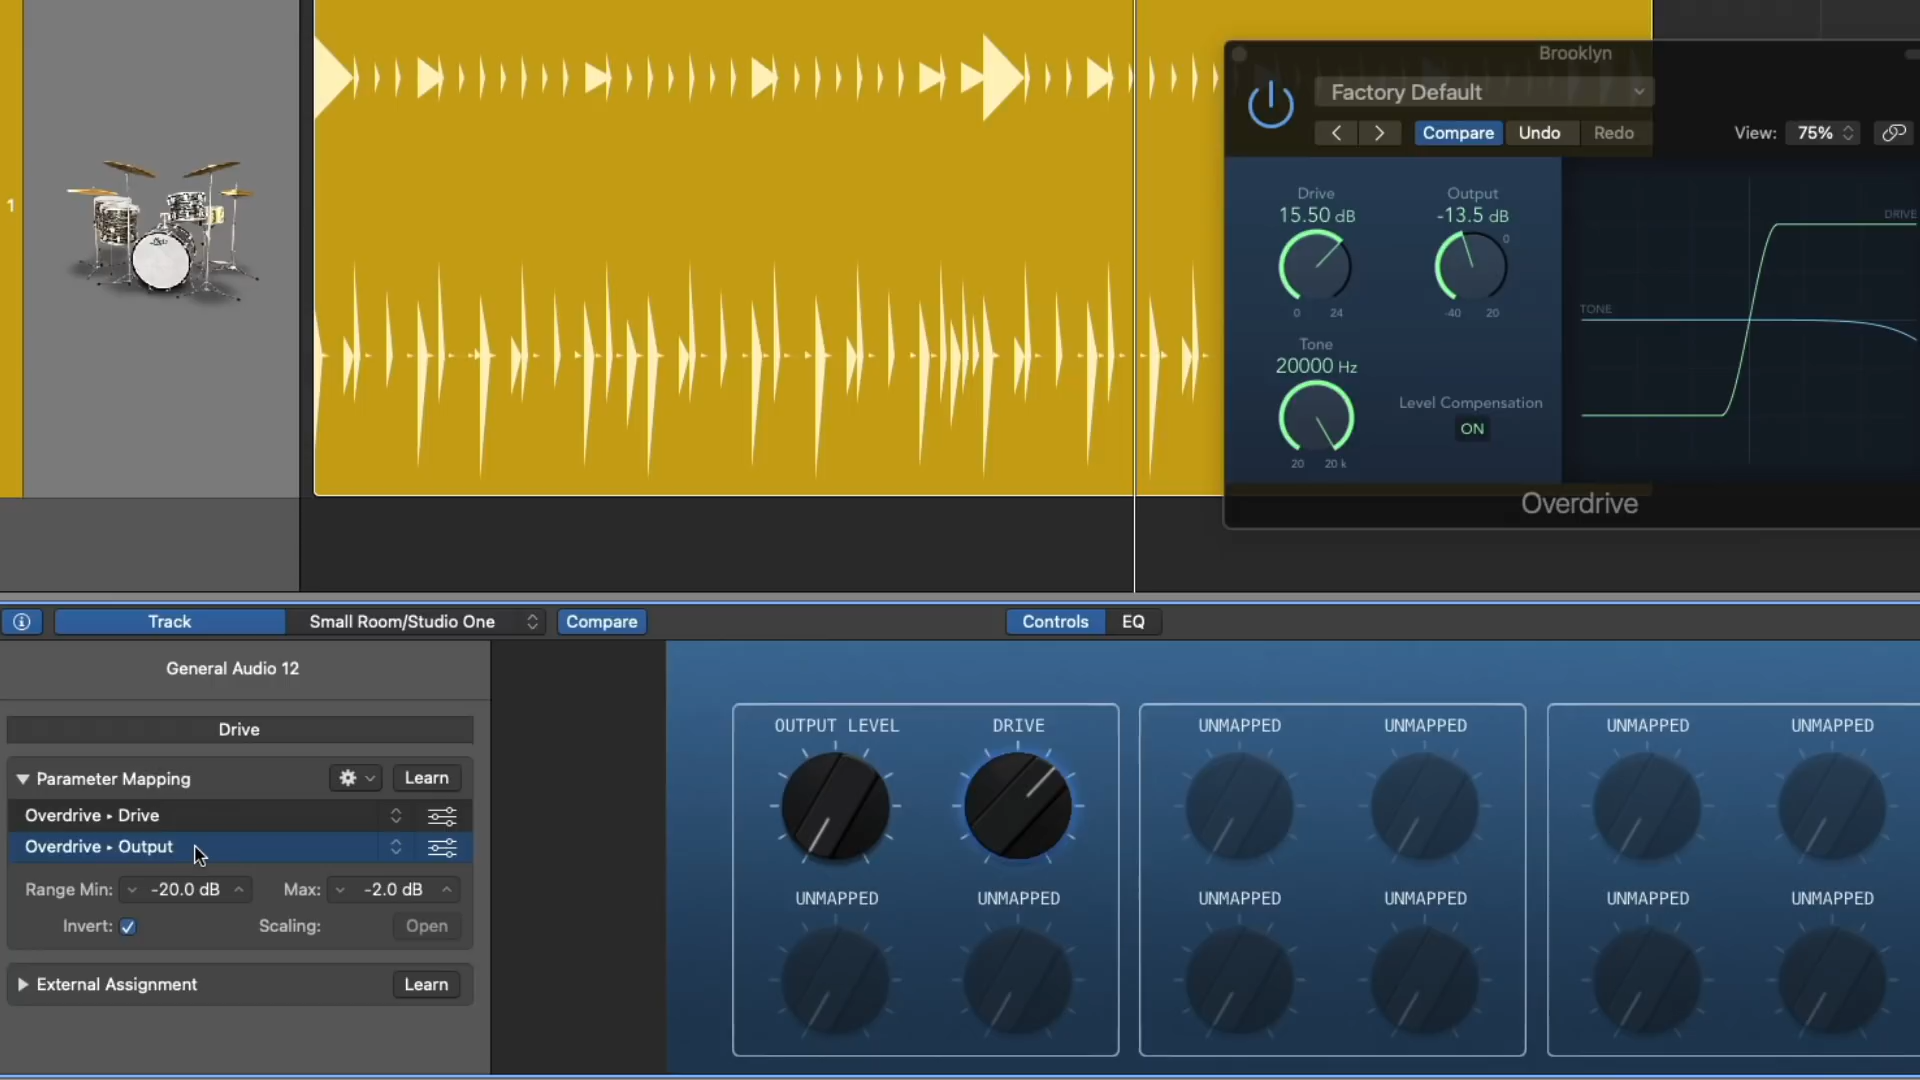 Brooklyn
Factory Default
Compare Undo Redo View: 75%
Drive Output
15.50 dB -13.5 dB
0 24 -40 20 0
DRIVE
TONE
Tone
20000 Hz
Level Compensation
ON
20 20 k
Overdrive
1
Track Small Room/Studio One Compare Controls EQ
General Audio 12
Drive
Parameter Mapping Learn
Overdrive ▸ Drive
Overdrive ▸ Output
Range Min: -20.0 dB Max: -2.0 dB
Invert: Scaling: Open
External Assignment Learn
OUTPUT LEVEL DRIVE UNMAPPED UNMAPPED UNMAPPED UNMAPPED
UNMAPPED UNMAPPED UNMAPPED UNMAPPED UNMAPPED UNMAPPED